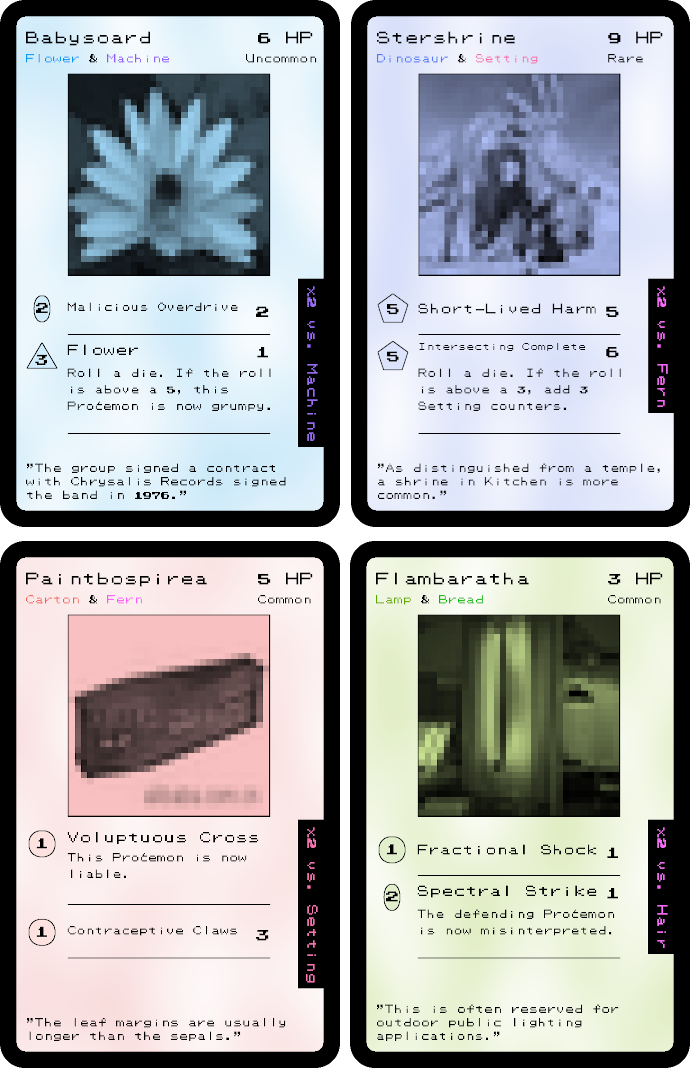 Babysoard 6 HP
Flower & Machine Uncommon
2 Malicious Overdrive 2
3 Flower 1
Roll a die. If the roll
is above a 5, this
Proćemon is now grumpy.
x2 vs. Machine
"The group signed a contract
with Chrysalis Records signed
the band in 1976."
Stershrine 9 HP
Dinosaur & Setting Rare
5 Short-Lived Harm 5
5 Intersecting Complete 6
Roll a die. If the roll
is above a 3, add 3
Setting counters.
x2 vs. Fern
"As distinguished from a temple,
a shrine in Kitchen is more
common."
Paintbospirea 5 HP
Carton & Fern Common
1 Voluptuous Cross
This Proćemon is now
liable.
1 Contraceptive Claws 3
x2 vs. Setting
"The leaf margins are usually
longer than the sepals."
Flambaratha 3 HP
Lamp & Bread Common
1 Fractional Shock 1
2 Spectral Strike 1
The defending Proćemon
is now misinterpreted.
x2 vs. Hair
"This is often reserved for
outdoor public lighting
applications."